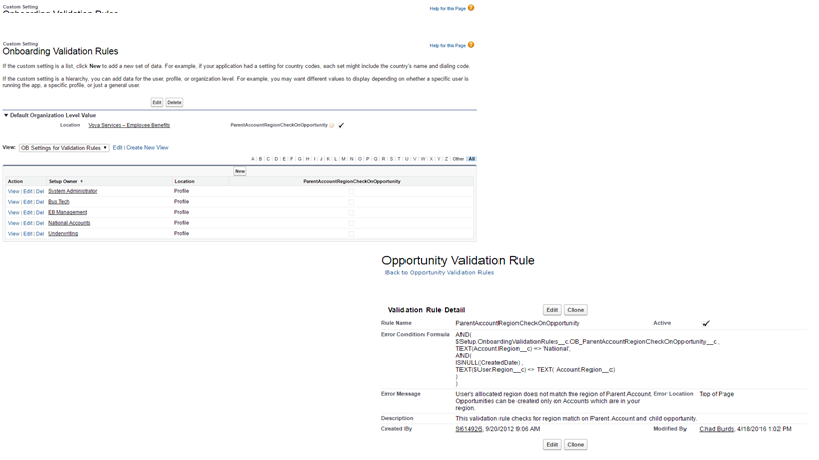 Custom Setting
Help for this Page
Onboarding Validation Rules
Custom Setting
Help for this Page
Onboarding Validation Rules
If the custom setting is a list, click New to add a new set of data. For example, if your application had a setting for country codes, each set might include the country's name and dialing code.
If the custom setting is a hierarchy, you can add data for the user, profile, or organization level. For example, you may want different values to display depending on whether a specific user is
running the app, a specific profile, or just a general user.
Edit Delete
Default Organization Level Value
Location Voya Services – Employee Benefits ParentAccountRegionCheckOnOpportunity
View: OB Settings for Validation Rules Edit | Create New View
A | B | C | D | E | F | G | H | I | J | K | L | M | N | O | P | Q | R | S | T | U | V | W | X | Y | Z | Other | All
New
Action Setup Owner Location ParentAccountRegionCheckOnOpportunity
View | Edit | Del System Administrator Profile
View | Edit | Del Bus Tech Profile
View | Edit | Del EB Management Profile
View | Edit | Del National Accounts Profile
View | Edit | Del Underwriting Profile
Opportunity Validation Rule
Back to Opportunity Validation Rules
Validation Rule Detail Edit Clone
Rule Name ParentAccountRegionCheckOnOpportunity Active
Error Condition Formula AND(
$Setup.OnboardingValidationRules__c.OB_ParentAccountRegionCheckOnOpportunity__c ,
TEXT(Account.Region__c) <> 'National',
AND(
ISNULL(CreatedDate) ,
TEXT($User.Region__c) <> TEXT( Account.Region__c)
)
)
Error Message User's allocated region does not match the region of Parent Account. Error Location Top of Page
Opportunities can be created only on Accounts which are in your
region.
Description This validation rule checks for region match on Parent Account and child opportunity.
Created By 9/20/2012 9:06 AM Modified By Chad Burds, 4/18/2016 1:02 PM
Edit Clone